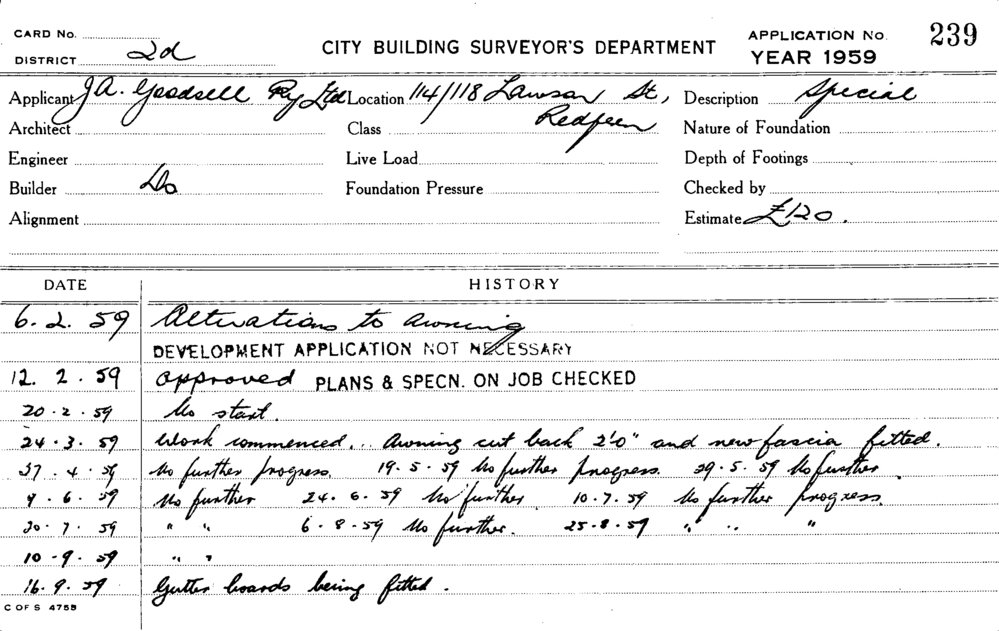 CARD No.
DISTRICT 2d
CITY BUILDING SURVEYOR'S DEPARTMENT
APPLICATION No. 239
YEAR 1959
Applicant J.A. Goodsell Pty Ltd Location 114/118 Lawson St, Redfern Description Special
Architect Class Nature of Foundation
Engineer Live Load Depth of Footings
Builder Do Foundation Pressure Checked by
Alignment Estimate £120.
DATE HISTORY
6.2.59 Alterations to awning
DEVELOPMENT APPLICATION NOT NECESSARY
12.2.59 Approved PLANS & SPECN. ON JOB CHECKED
20.2.59 No start.
24.3.59 Work commenced... Awning cut back 2'0" and new fascia fitted.
27.4.59 No further progress. 19.5.59 No further progress. 29.5.59 No further
9.6.59 No further 24.6.59 No further 10.7.59 No further progress.
20.7.59 " " 6.8.59 No further. 25.8.59 " " "
10.9.59 " "
16.9.59 Gutter boards being fitted.
C OF S 4755